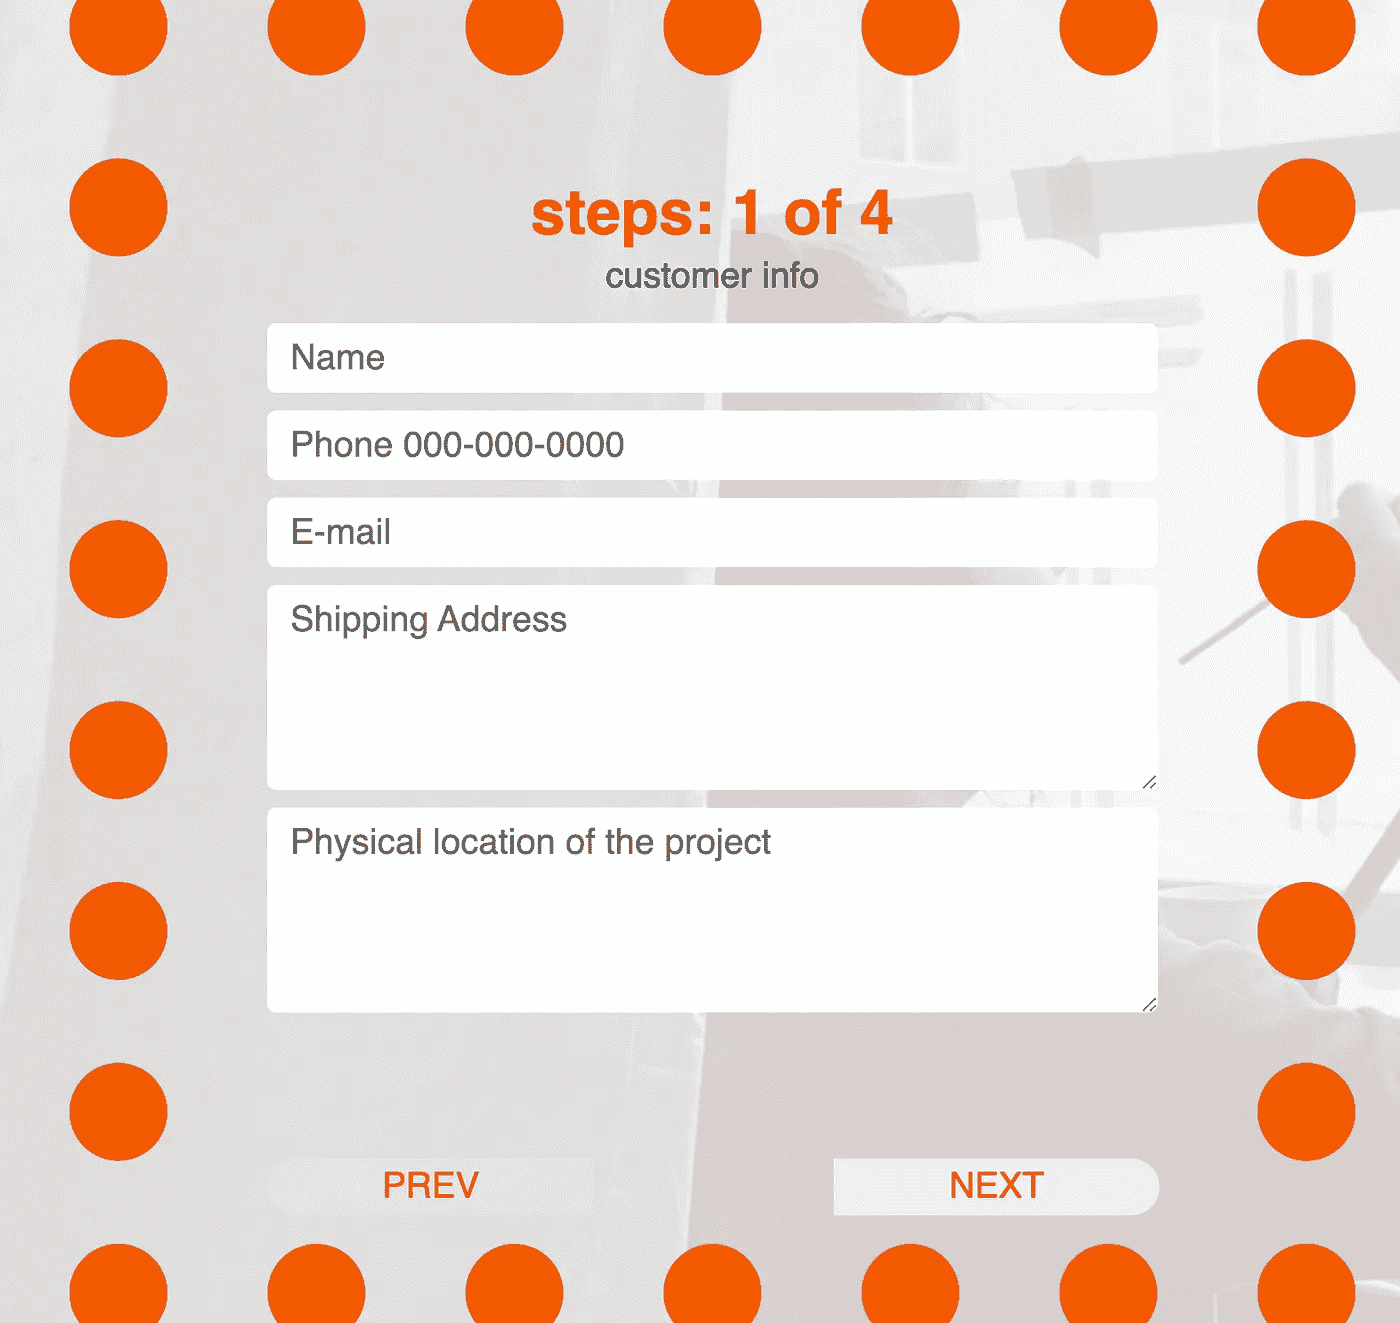 steps: 1 of 4
customer info
Name
Phone 000-000-0000
E-mail
Shipping Address
Physical location of the project
PREV
NEXT